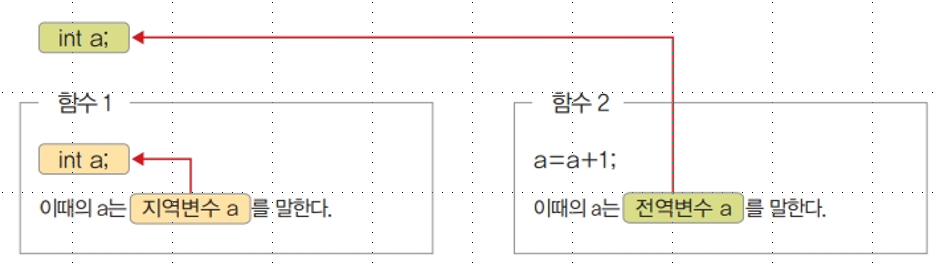 int a;
함수 1
int a;
이때의 a는 지역변수 a 를 말한다.
함수 2
a=a+1;
이때의 a는 전역변수 a 를 말한다.